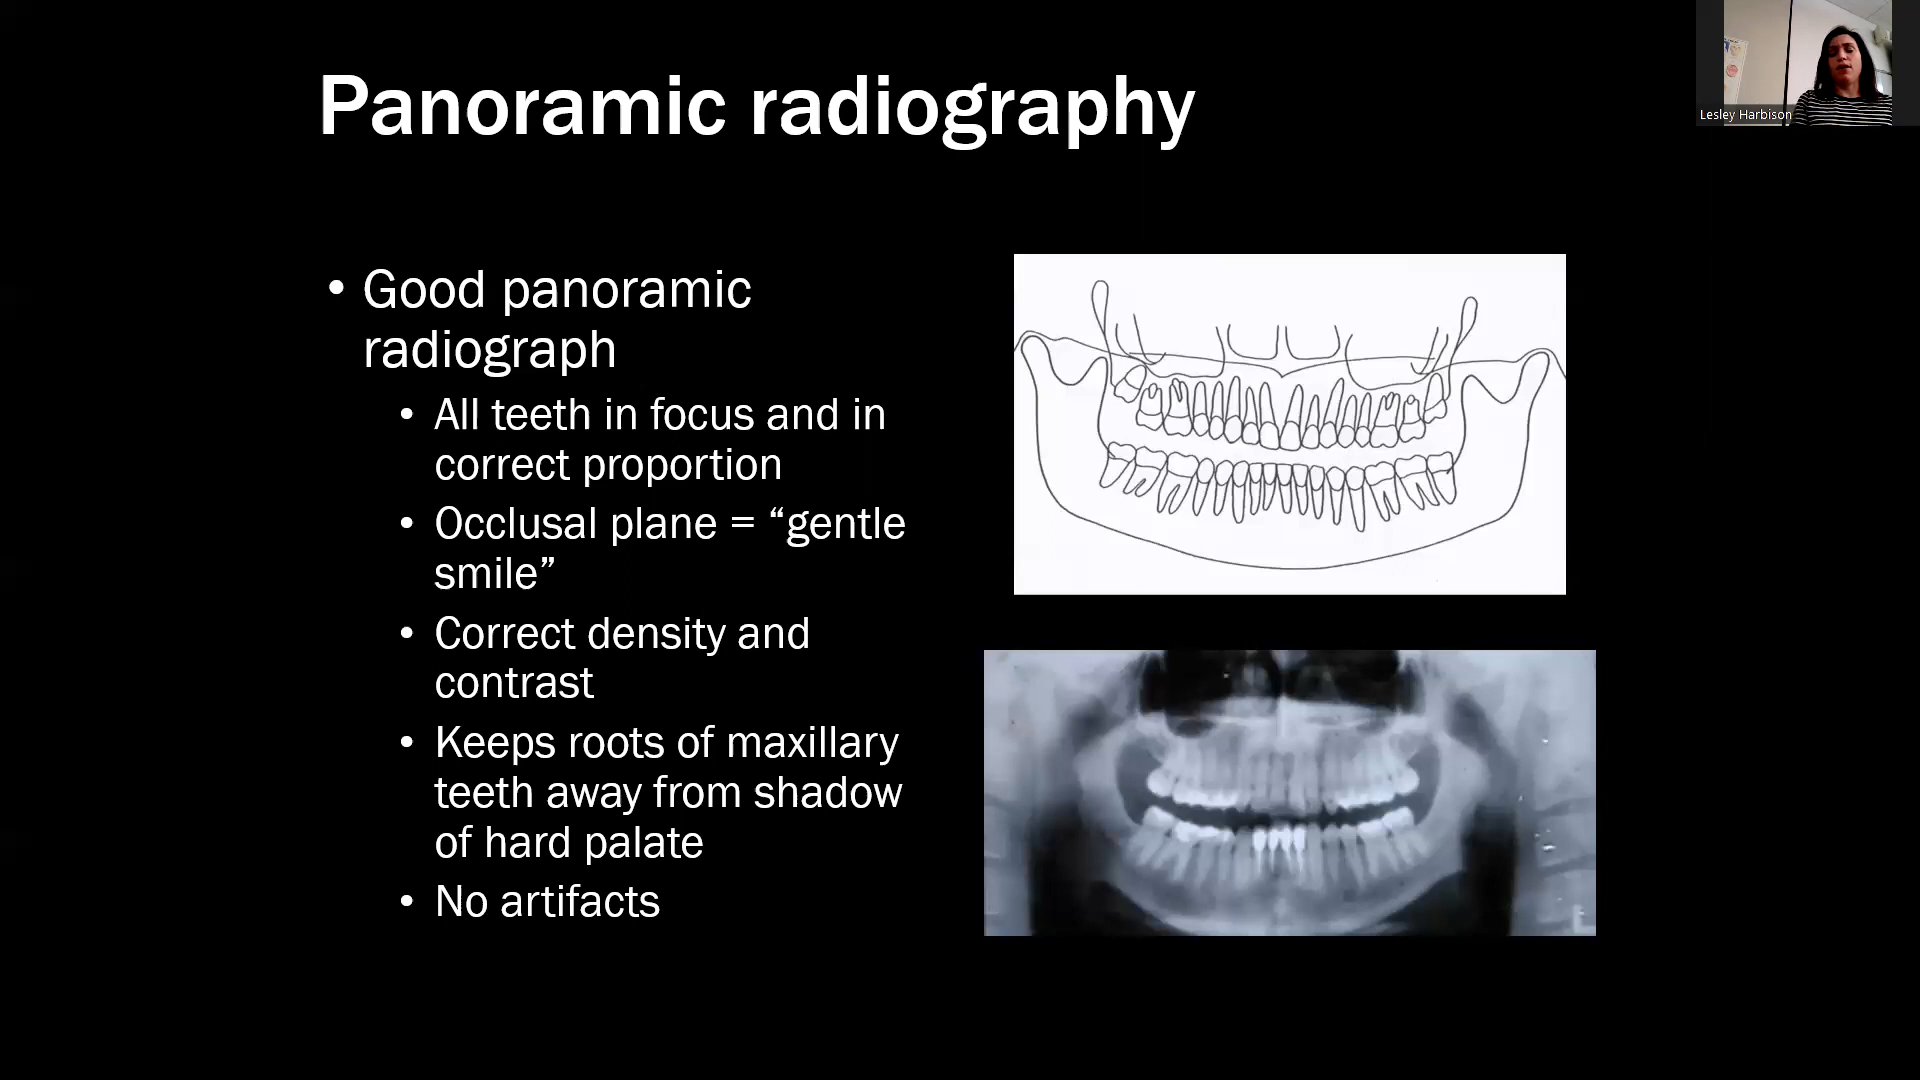 Panoramic radiography
Lesley Harbison
• Good panoramic
radiograph
• All teeth in focus and in
correct proportion
• Occlusal plane = “gentle
smile”
• Correct density and
contrast
• Keeps roots of maxillary
teeth away from shadow
of hard palate
• No artifacts
L